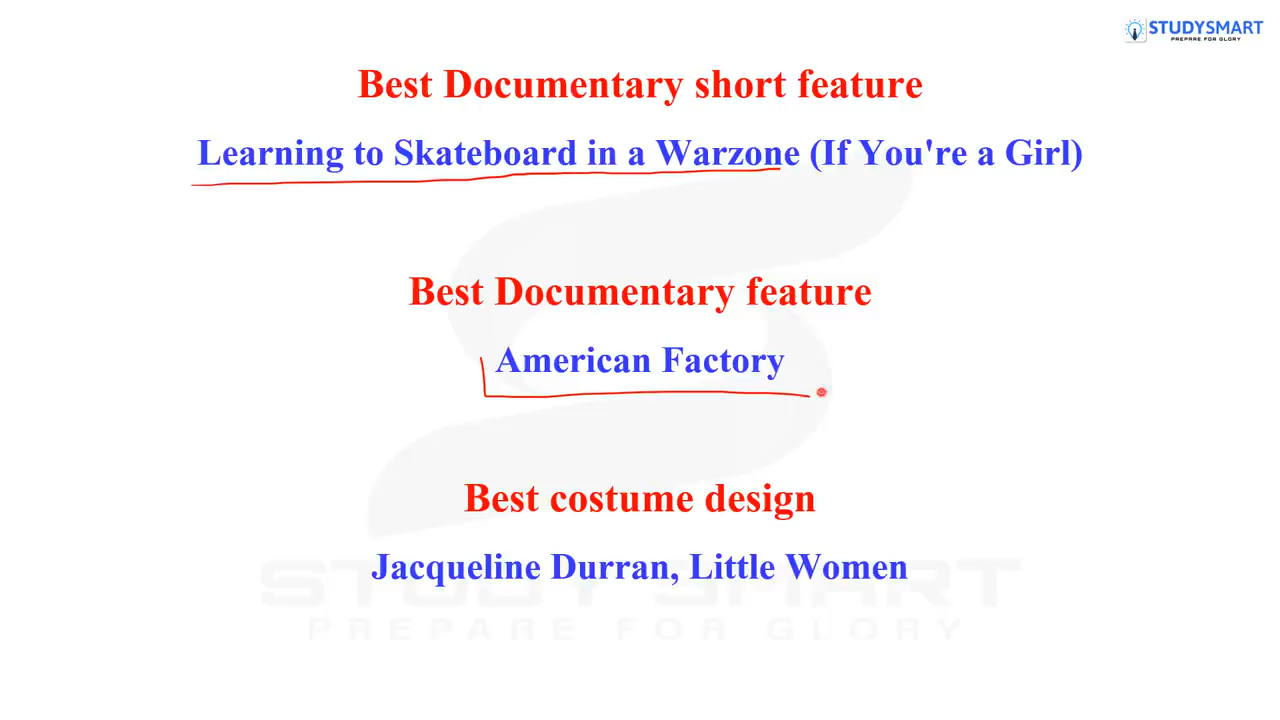 STUDYSMART
PREPARE FOR GLORY
Best Documentary short feature
Learning to Skateboard in a Warzone (If You're a Girl)
Best Documentary feature
American Factory
Best costume design
Jacqueline Durran, Little Women
STUDY SMART
PREPARE FOR GLORY